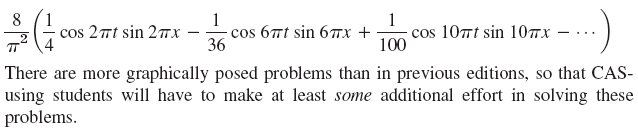 8/π² (1/4 cos 2πt sin 2πx − 1/36 cos 6πt sin 6πx + 1/100 cos 10πt sin 10πx − ⋯)
There are more graphically posed problems than in previous editions, so that CAS-
using students will have to make at least some additional effort in solving these
problems.